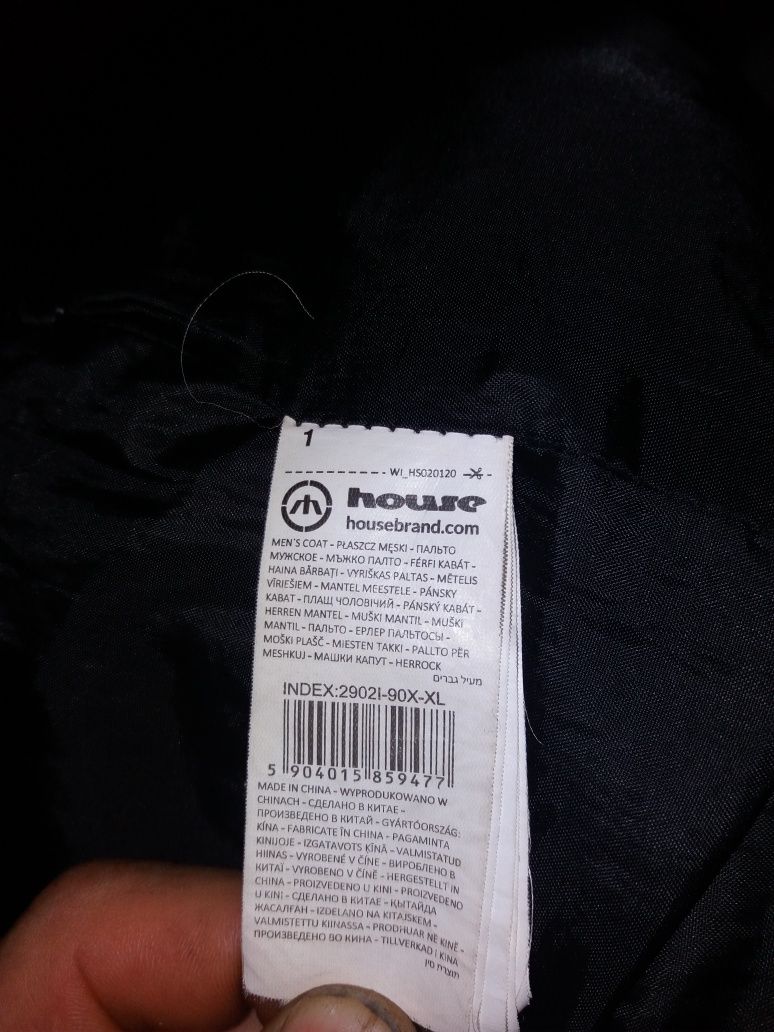 1
WI_HS020120
house
housebrand.com
MEN'S COAT - PŁASZCZ MĘSKI - ПАЛЬТО
МУЖСКОЕ - МЪЖКО ПАЛТО - FÉRFI KABÁT -
HAINA BĂRBAȚI - VYRIŠKAS PALTAS - MĒTELIS
VĪRIEŠIEM - MANTEL MEESTELE - PÁNSKY
KABAT - ПЛАЩ ЧОЛОВІЧИЙ - PÁNSKÝ KABÁT -
HERREN MANTEL - MUŠKI MANTIL - MUŠKI
MANTIL - ПАЛЬТО - ЕРЛЕР ПАЛЬТОСЫ -
MOŠKI PLAŠČ - MIESTEN TAKKI - PALLTO PËR
MESHKUJ - МАШКИ КАПУТ - HERROCK
מעיל גברים
INDEX:2902I-90X-XL
5 904015 859477
MADE IN CHINA - WYPRODUKOWANO W
CHINACH - СДЕЛАНО В КИТАЕ -
ПРОИЗВЕДЕНО В КИТАЙ - GYÁRTÓORSZÁG:
KÍNA - FABRICATE ÎN CHINA - PAGAMINTA
KINIJOJE - IZGATAVOTS ĶĪNĀ - VALMISTATUD
HIINAS - VYROBENÉ V ČÍNE - ВИРОБЛЕНО В
КИТАЇ - VYROBENO V ČÍNĚ - HERGESTELLT IN
CHINA - PROIZVEDENO U KINI - PROIZVEDENO
U KINI - СДЕЛАНО В КИТАЕ - ҚЫТАЙДА
ЖАСАЛҒАН - IZDELANO NA KITAJSKEM -
VALMISTETTU KIINASSA - PRODHUAR NË KINË -
ПРОИЗВЕДЕНО ВО КИНА - TILLVERKAD I KINA
תוצרת סין